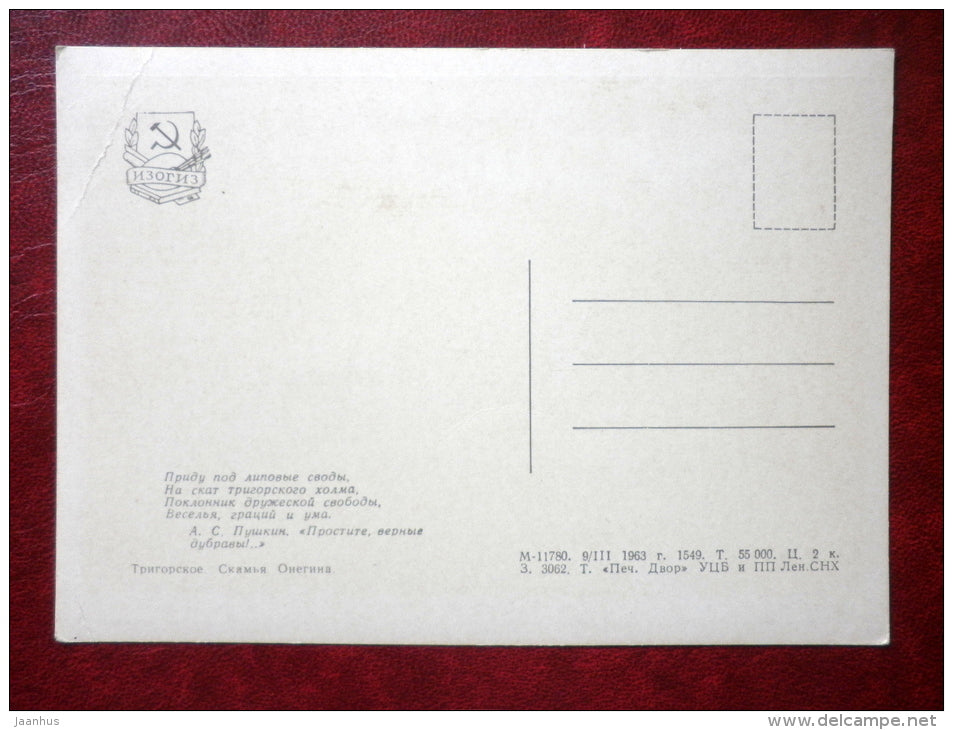 ИЗОГИЗ
Приду под липовые своды,
На скат тригорского холма,
Поклонник дружеской свободы,
Веселья, граций и ума.
А. С. Пушкин. «Простите, верные
дубравы!..»
Тригорское. Скамья Онегина.
М-11780. 9/III 1963 г. 1549. Т. 55 000. Ц. 2 к.
З. 3062. Т. «Печ. Двор» УЦБ и ПП Лен.СНХ
Jaanhus
delcampe.net